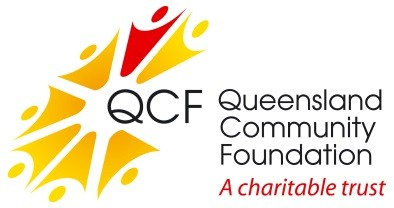 QCF Queensland
Community
Foundation
A charitable trust